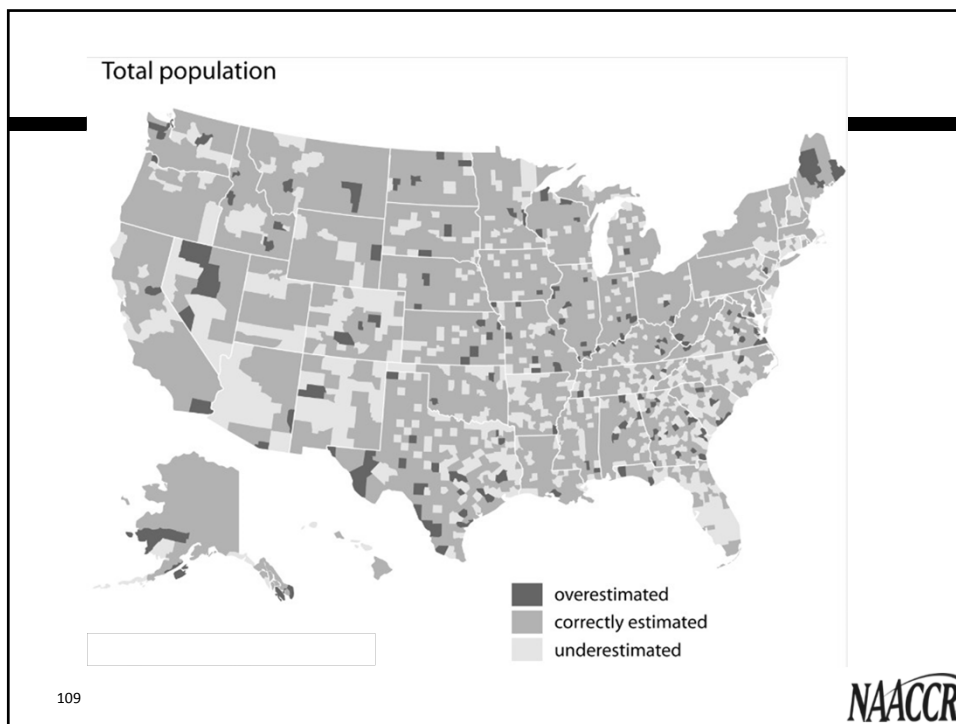 Total population
overestimated
correctly estimated
underestimated
109
NAACCR